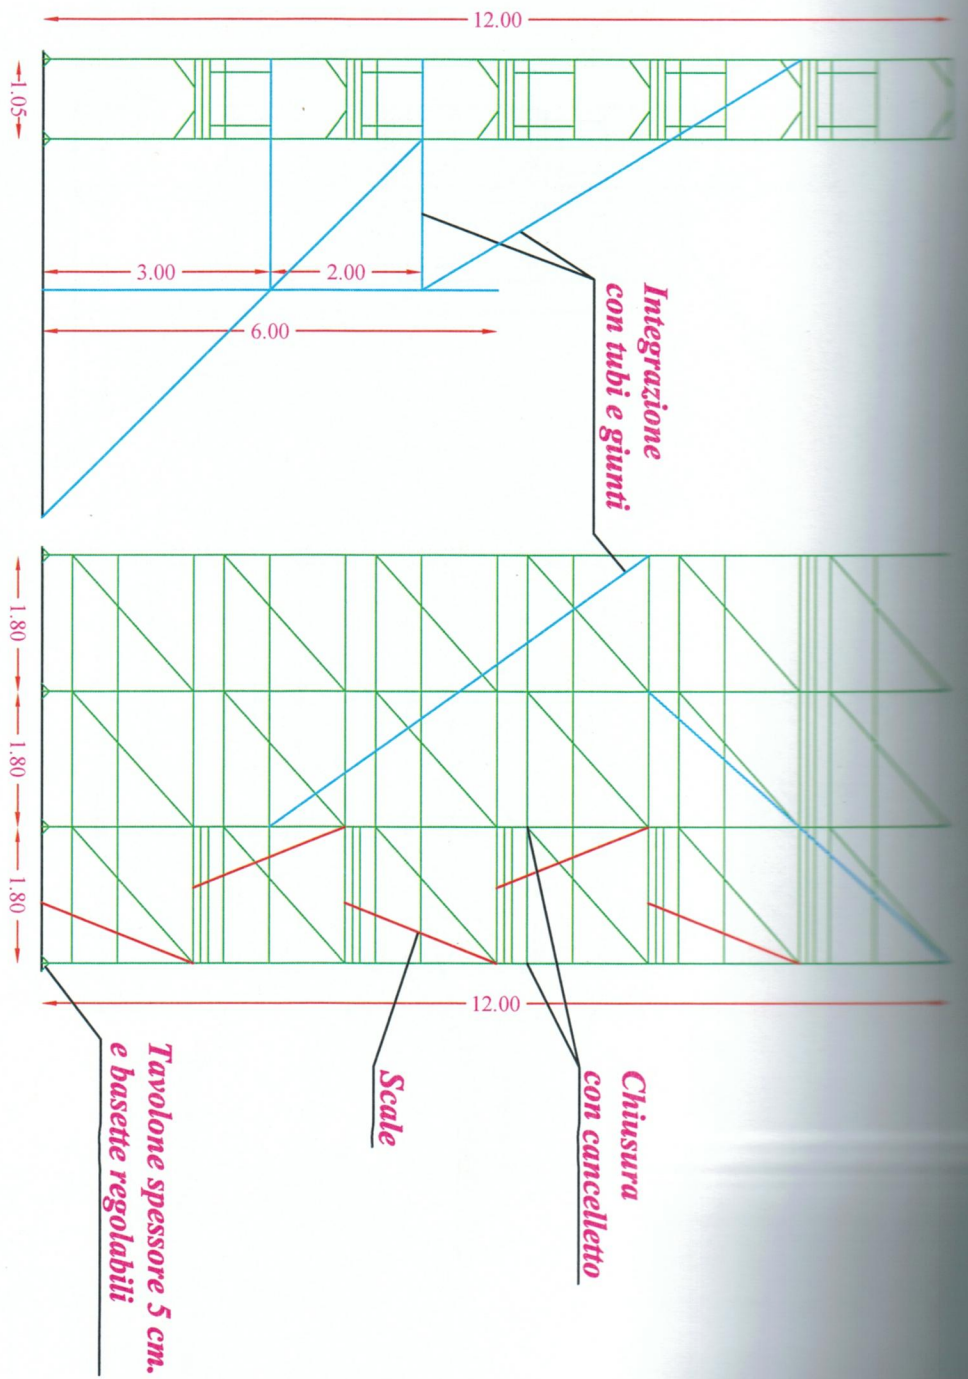 12.00
1.05
3.00
2.00
6.00
Integrazione
con tubi e giunti
1.80
1.80
1.80
12.00
Chiusura
con cancelletto
Scale
Tavolone spessore 5 cm.
e basette regolabili